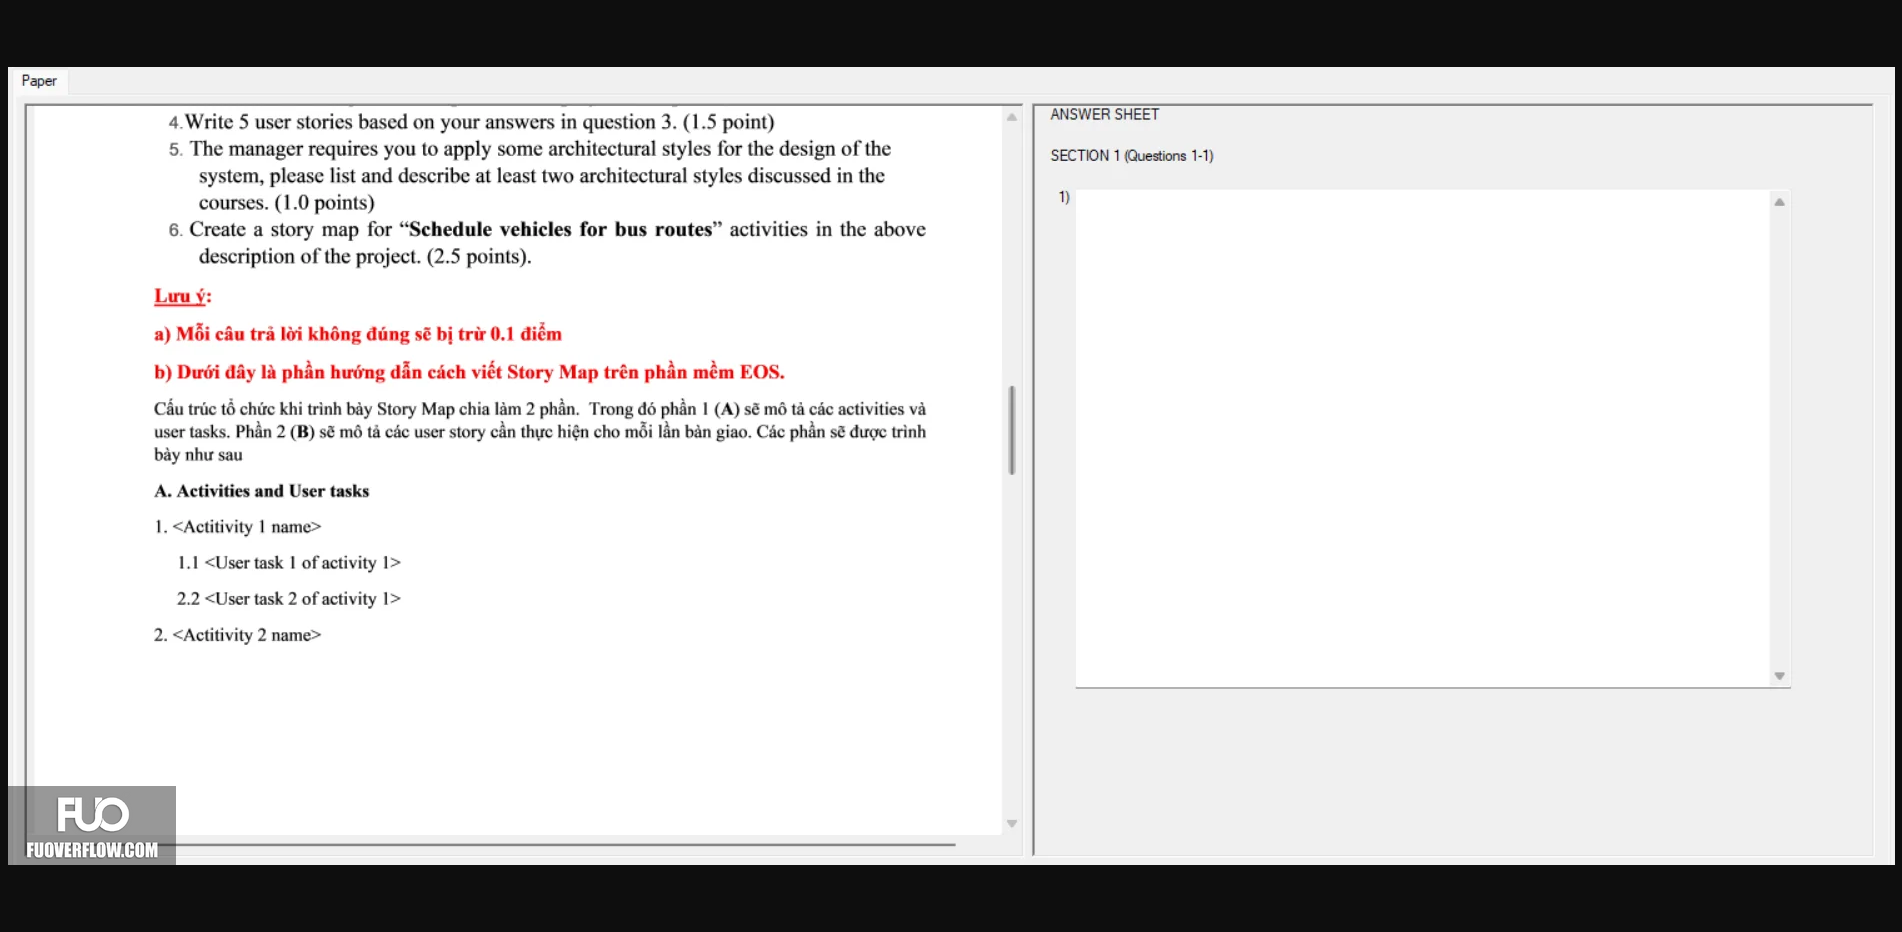 Paper
4.Write 5 user stories based on your answers in question 3. (1.5 point)
5. The manager requires you to apply some architectural styles for the design of the
system, please list and describe at least two architectural styles discussed in the
courses. (1.0 points)
6. Create a story map for “Schedule vehicles for bus routes” activities in the above
description of the project. (2.5 points).
Lưu ý:
a) Mỗi câu trả lời không đúng sẽ bị trừ 0.1 điểm
b) Dưới đây là phần hướng dẫn cách viết Story Map trên phần mềm EOS.
Cấu trúc tổ chức khi trình bày Story Map chia làm 2 phần. Trong đó phần 1 (A) sẽ mô tả các activities và
user tasks. Phần 2 (B) sẽ mô tả các user story cần thực hiện cho mỗi lần bàn giao. Các phần sẽ được trình
bày như sau
A. Activities and User tasks
1. <Actitivity 1 name>
1.1 <User task 1 of activity 1>
2.2 <User task 2 of activity 1>
2. <Actitivity 2 name>
ANSWER SHEET
SECTION 1 (Questions 1-1)
1)
FUO
FUOVERFLOW.COM